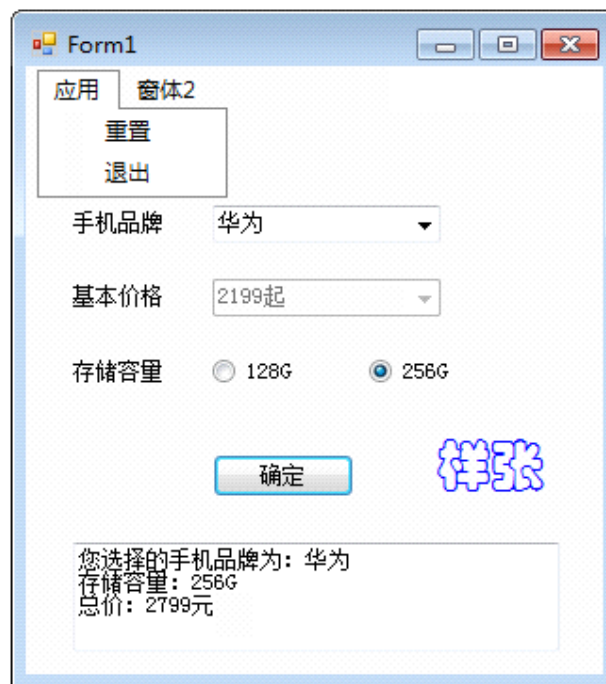 Form1
应用 窗体2
重置
退出
手机品牌 华为
基本价格 2199起
存储容量 128G 256G
确定 样张
您选择的手机品牌为: 华为
存储容量: 256G
总价: 2799元